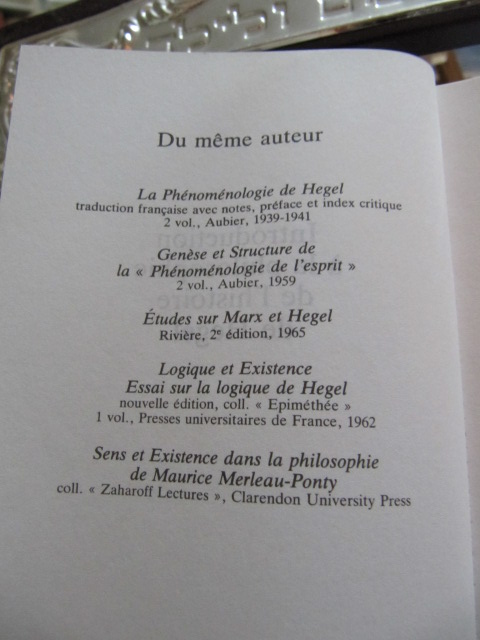 Du même auteur
La Phénoménologie de Hegel
traduction française avec notes, préface et index critique
2 vol., Aubier, 1939-1941
Genèse et Structure de
la « Phénoménologie de l'esprit »
2 vol., Aubier, 1959
Études sur Marx et Hegel
Rivière, 2e édition, 1965
Logique et Existence
Essai sur la logique de Hegel
nouvelle édition, coll. « Epiméthée »
1 vol., Presses universitaires de France, 1962
Sens et Existence dans la philosophie
de Maurice Merleau-Ponty
coll. « Zaharoff Lectures », Clarendon University Press